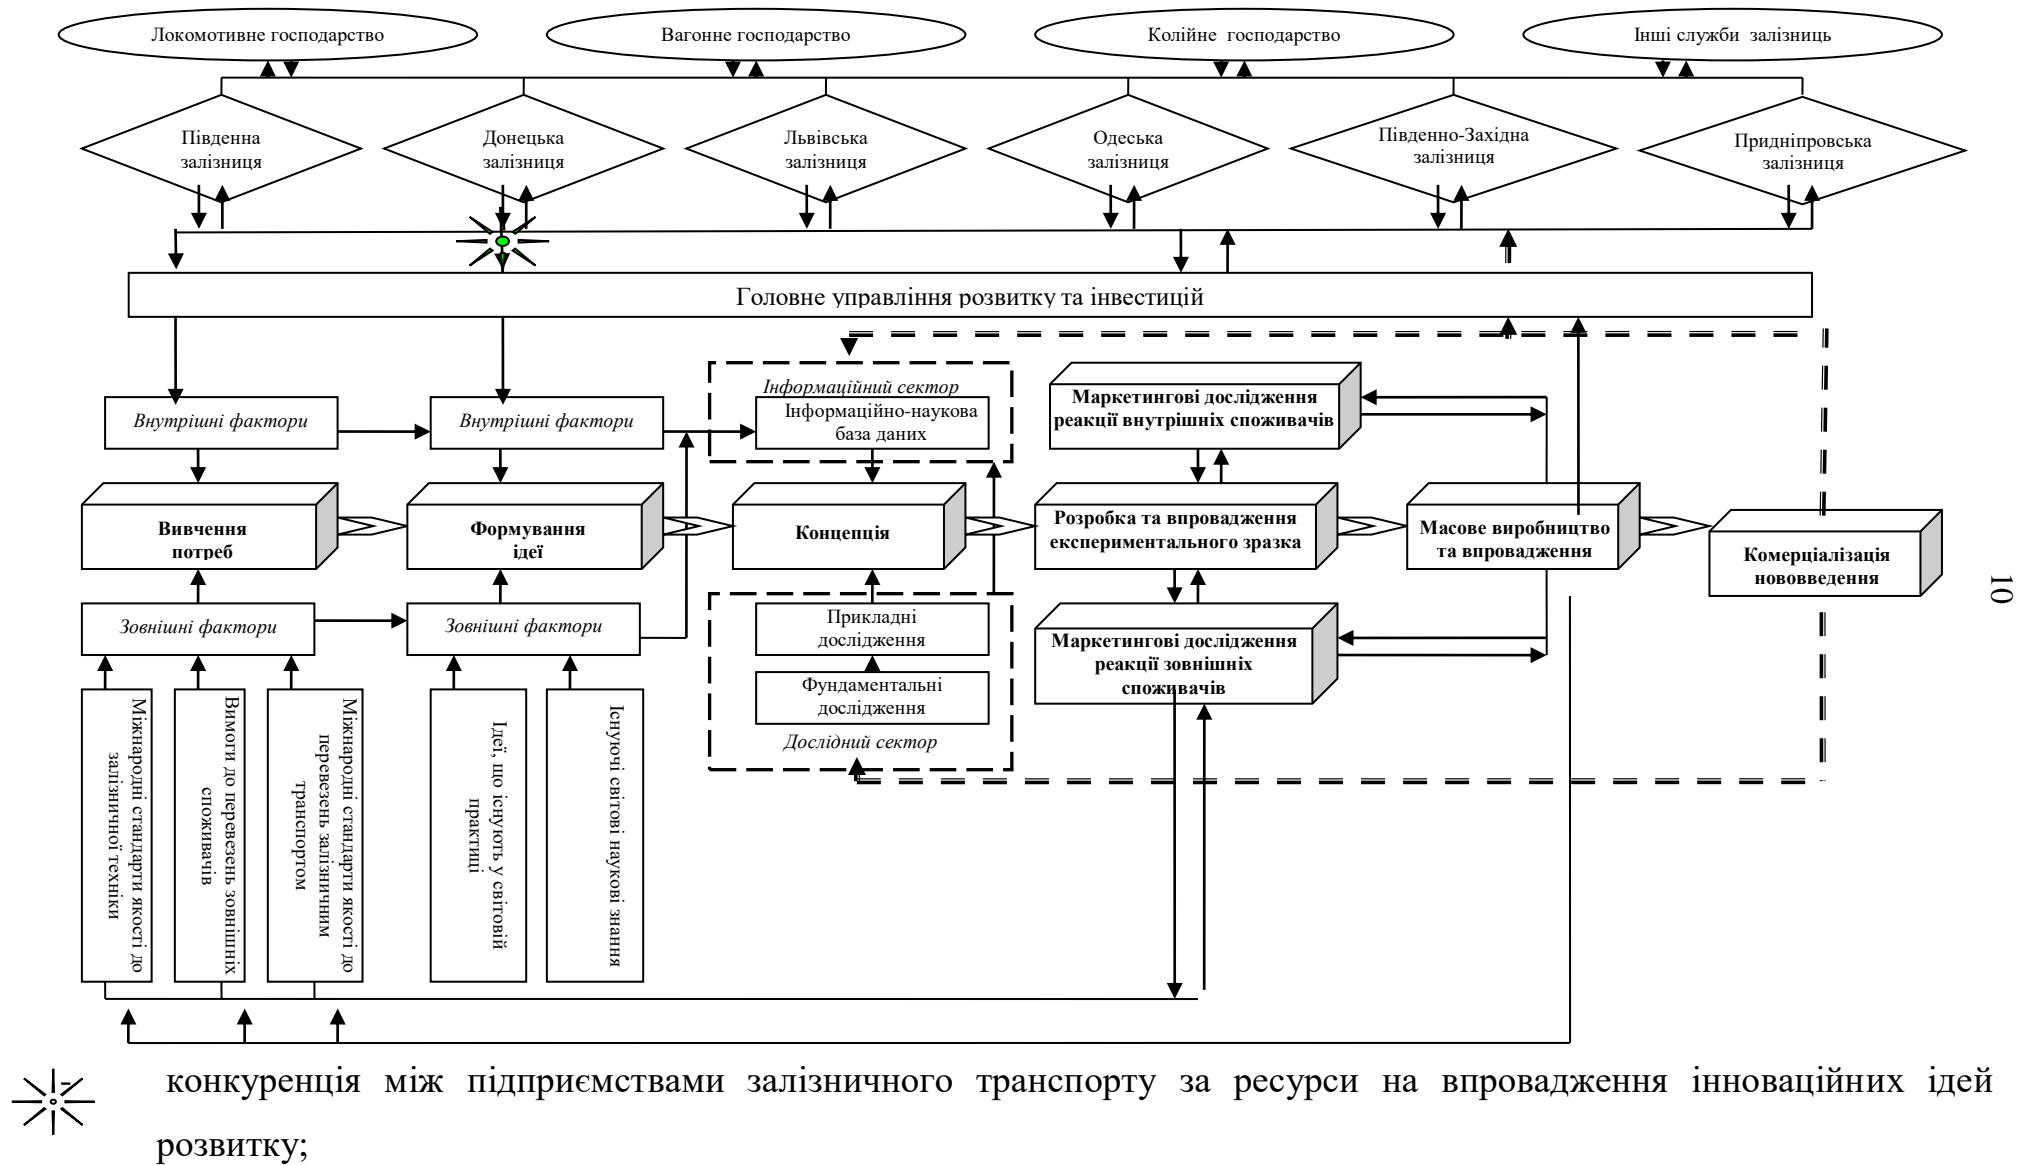 Локомотивне господарство
Вагонне господарство
Колійне господарство
Інші служби залізниць
Південна
залізниця
Донецька
залізниця
Львівська
залізниця
Одеська
залізниця
Південно-Західна
залізниця
Придніпровська
залізниця
Головне управління розвитку та інвестицій
Внутрішні фактори
Внутрішні фактори
Інформаційний сектор
Інформаційно-наукова
база даних
Маркетингові дослідження
реакції внутрішніх споживачів
Вивчення
потреб
Формування
ідеї
Концепція
Розробка та впровадження
експериментального зразка
Масове виробництво
та впровадження
Комерціалізація
нововведення
10
Зовнішні фактори
Зовнішні фактори
Прикладні
дослідження
Фундаментальні
дослідження
Дослідний сектор
Маркетингові дослідження
реакції зовнішніх
споживачів
Міжнародні стандарти якості до
залізничної техніки
Вимоги до перевезень зовнішніх
споживачів
Міжнародні стандарти якості до
перевезень залізничним
транспортом
Ідеї, що існують у світовій
практиці
Існуючі світові наукові знання
- конкуренція між підприємствами залізничного транспорту за ресурси на впровадження інноваційних ідей
розвитку;